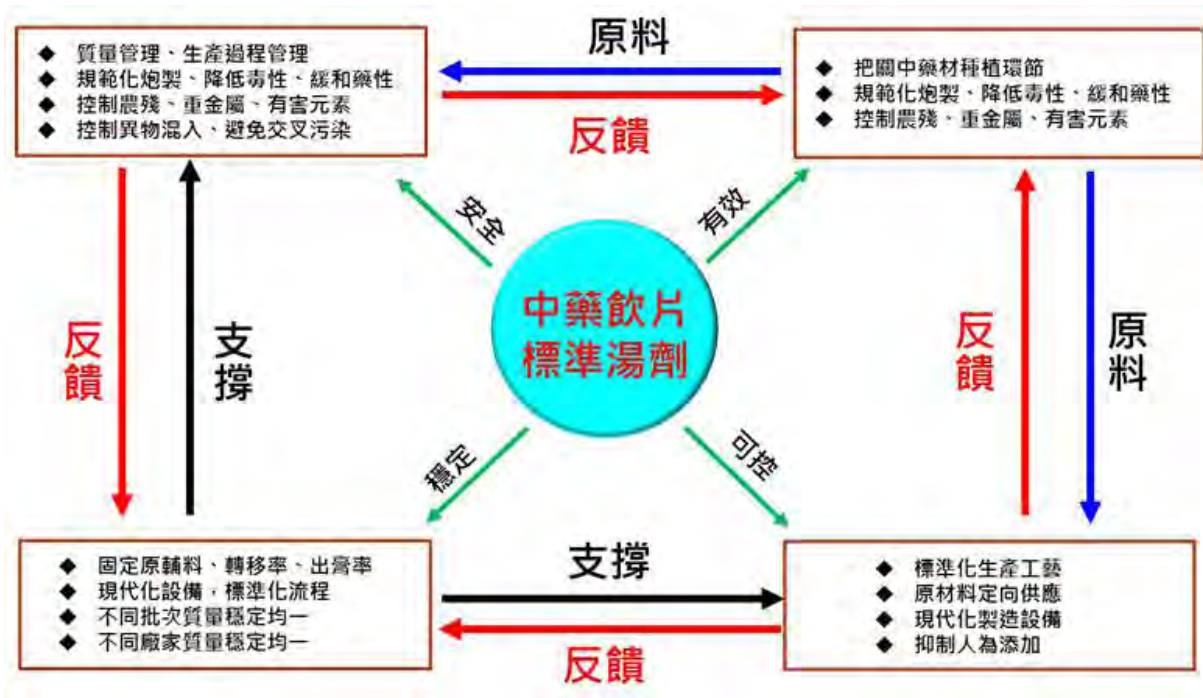 原料
◆ 質量管理、生產過程管理
◆ 規範化炮製、降低毒性、緩和藥性
◆ 控制農殘、重金屬、有害元素
◆ 控制異物混入、避免交叉污染
◆ 把關中藥材種植環節
◆ 規範化炮製、降低毒性、緩和藥性
◆ 控制農殘、重金屬、有害元素
反饋
安全
有效
中藥飲片
標準湯劑
反饋
支撐
反饋
原料
穩定
可控
◆ 固定原輔料、轉移率、出膏率
◆ 現代化設備，標準化流程
◆ 不同批次質量穩定均一
◆ 不同廠家質量穩定均一
支撐
反饋
◆ 標準化生產工藝
◆ 原材料定向供應
◆ 現代化製造設備
◆ 抑制人為添加